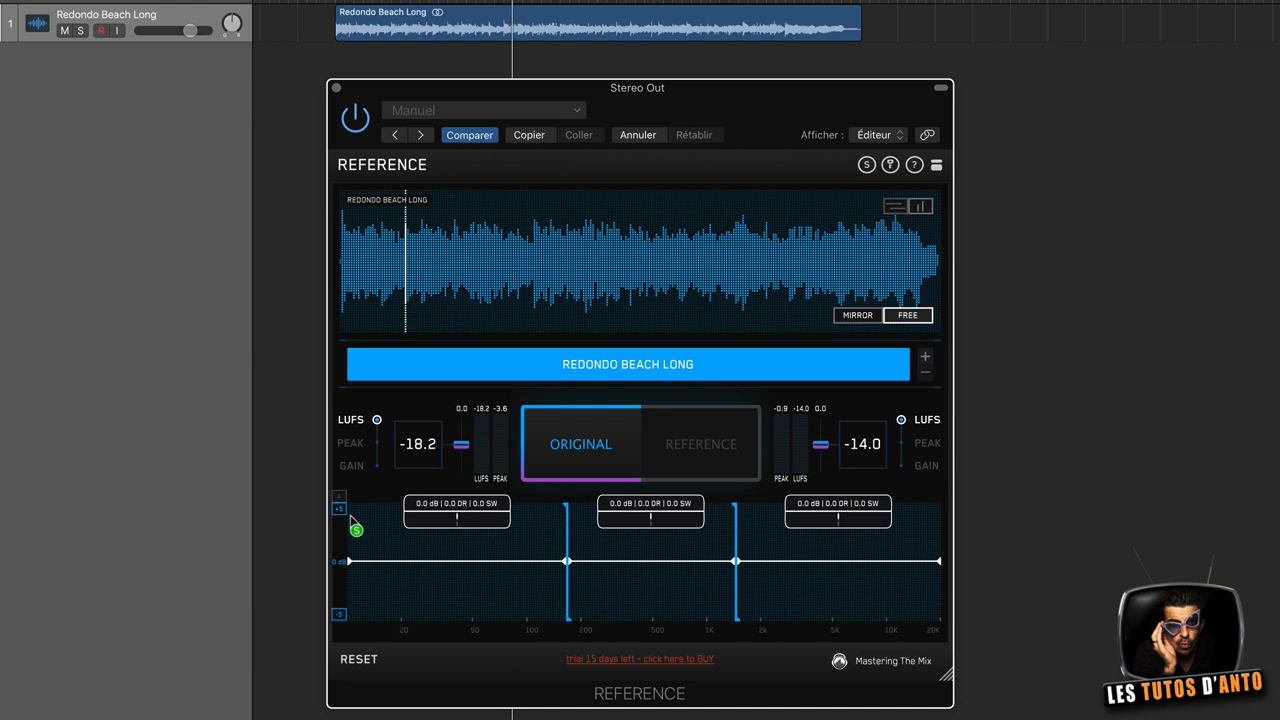 1
Redondo Beach Long
M S R I
Redondo Beach Long
Stereo Out
Manuel
Comparer Copier Coller Annuler Rétablir Afficher : Éditeur
REFERENCE
S ?
REDONDO BEACH LONG
MIRROR FREE
REDONDO BEACH LONG
+
−
0.0 -18.2 -3.6 -0.9 -14.0 0.0
LUFS LUFS
-18.2 ORIGINAL REFERENCE -14.0
PEAK PEAK
GAIN GAIN
LUFS PEAK PEAK LUFS
A
+5
0.0 dB | 0.0 DR | 0.0 SW 0.0 dB | 0.0 DR | 0.0 SW 0.0 dB | 0.0 DR | 0.0 SW
S
0 dB
-5
20 50 100 200 500 1K 2k 5K 10K 20K
RESET trial 15 days left - click here to BUY Mastering The Mix
REFERENCE
LES TUTOS D'ANTO